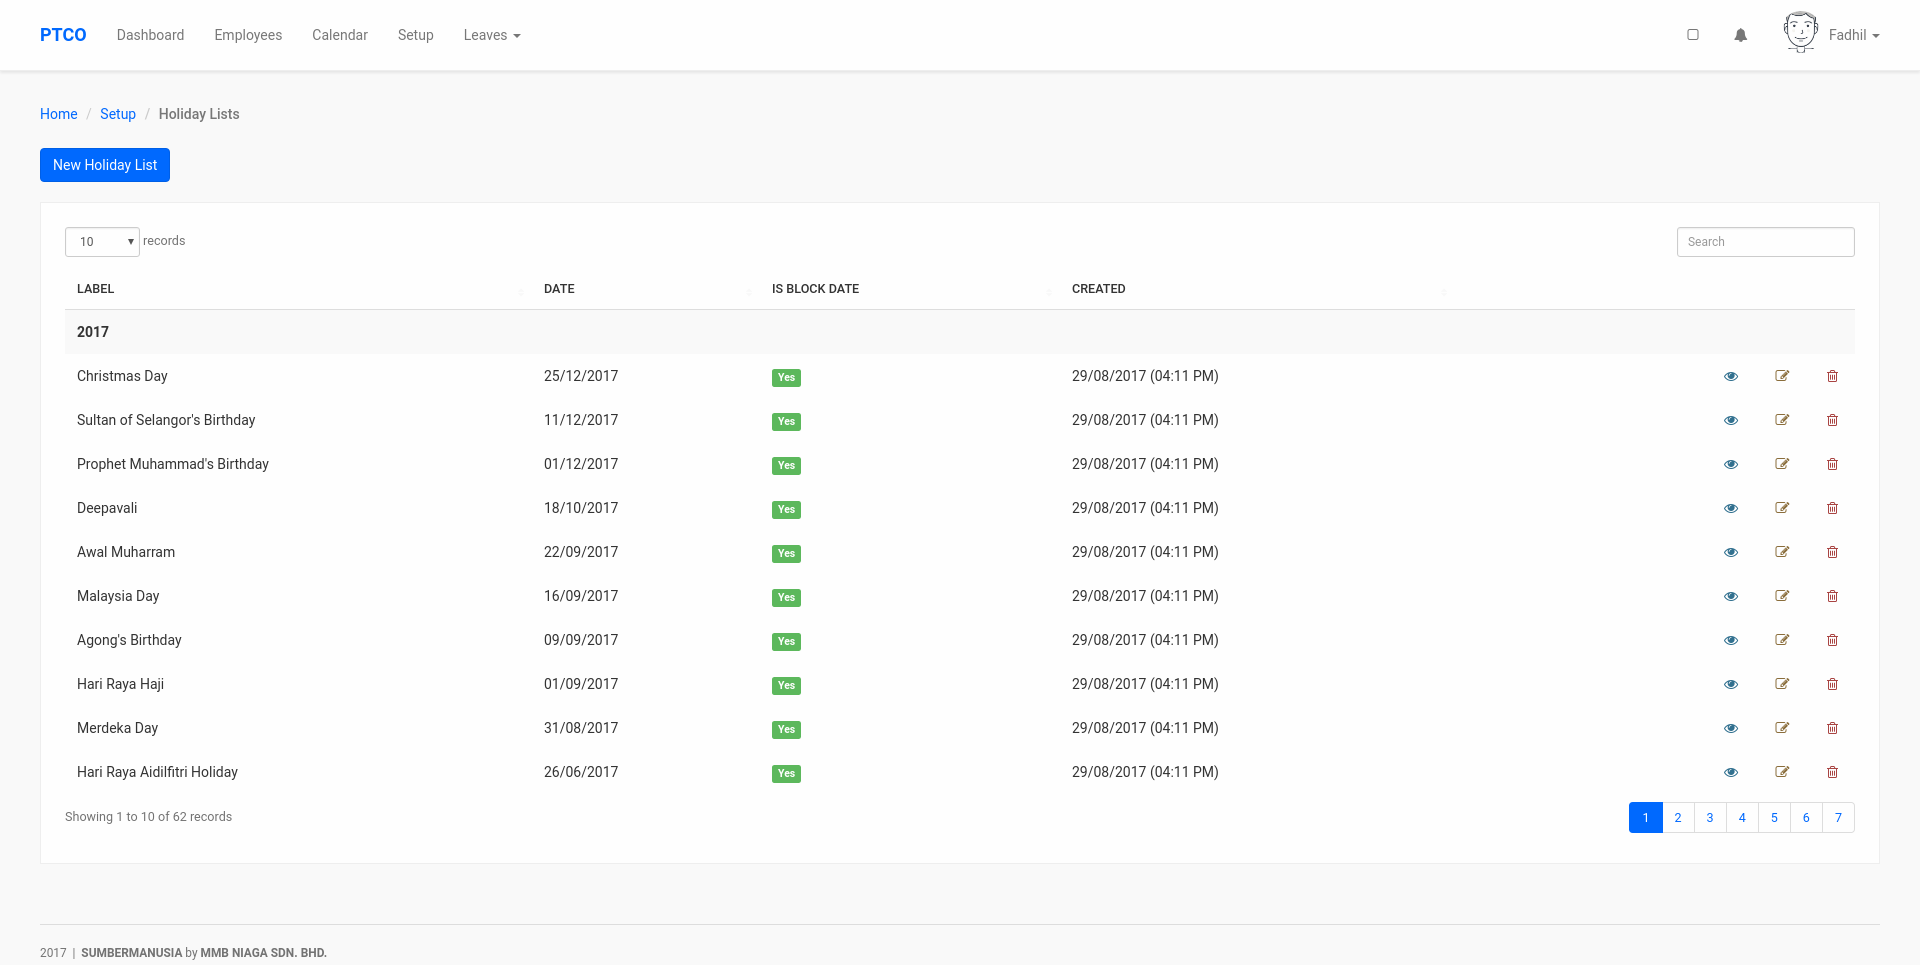 PTCO Dashboard Employees Calendar Setup Leaves Fadhil
Home / Setup / Holiday Lists
New Holiday List
10 records Search
LABEL DATE IS BLOCK DATE CREATED
2017
Christmas Day 25/12/2017 Yes 29/08/2017 (04:11 PM)
Sultan of Selangor's Birthday 11/12/2017 Yes 29/08/2017 (04:11 PM)
Prophet Muhammad's Birthday 01/12/2017 Yes 29/08/2017 (04:11 PM)
Deepavali 18/10/2017 Yes 29/08/2017 (04:11 PM)
Awal Muharram 22/09/2017 Yes 29/08/2017 (04:11 PM)
Malaysia Day 16/09/2017 Yes 29/08/2017 (04:11 PM)
Agong's Birthday 09/09/2017 Yes 29/08/2017 (04:11 PM)
Hari Raya Haji 01/09/2017 Yes 29/08/2017 (04:11 PM)
Merdeka Day 31/08/2017 Yes 29/08/2017 (04:11 PM)
Hari Raya Aidilfitri Holiday 26/06/2017 Yes 29/08/2017 (04:11 PM)
Showing 1 to 10 of 62 records 1 2 3 4 5 6 7
2017 | SUMBERMANUSIA by MMB NIAGA SDN. BHD.